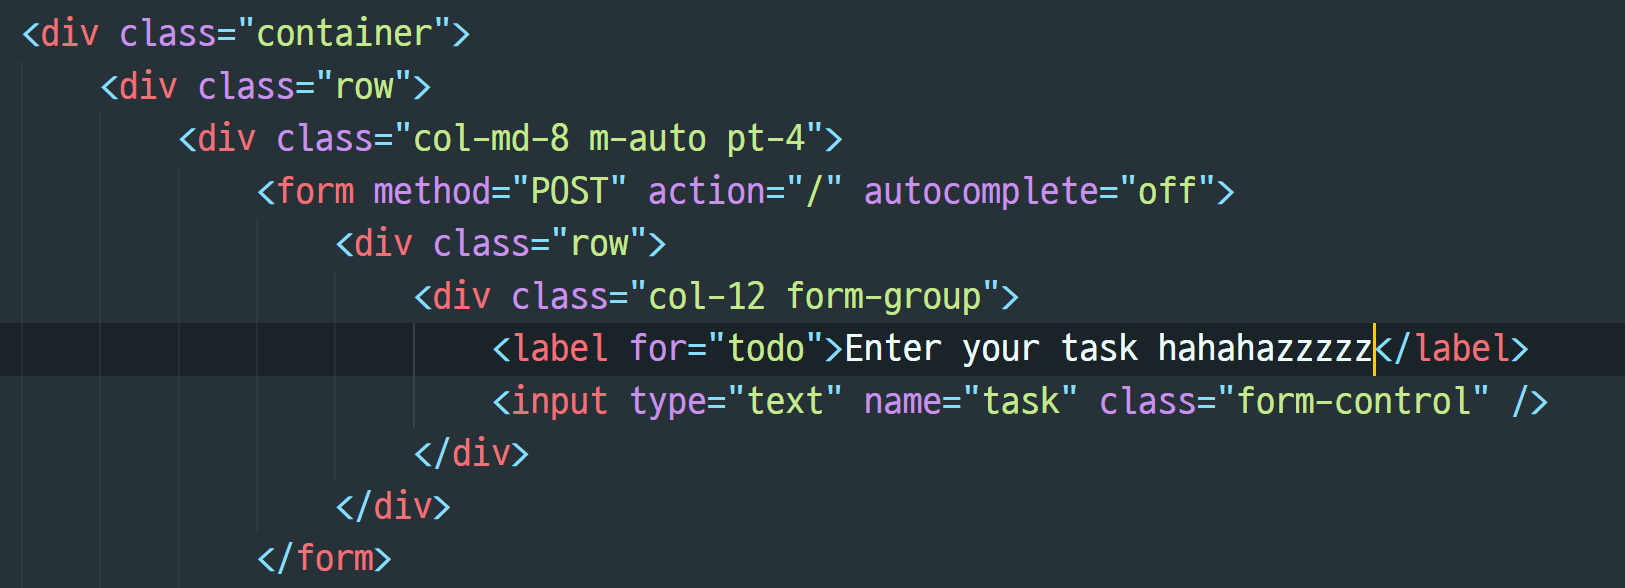 <div class="container">
<div class="row">
<div class="col-md-8 m-auto pt-4">
<form method="POST" action="/" autocomplete="off">
<div class="row">
<div class="col-12 form-group">
<label for="todo">Enter your task hahahazzzzz</label>
<input type="text" name="task" class="form-control" />
</div>
</div>
</form>